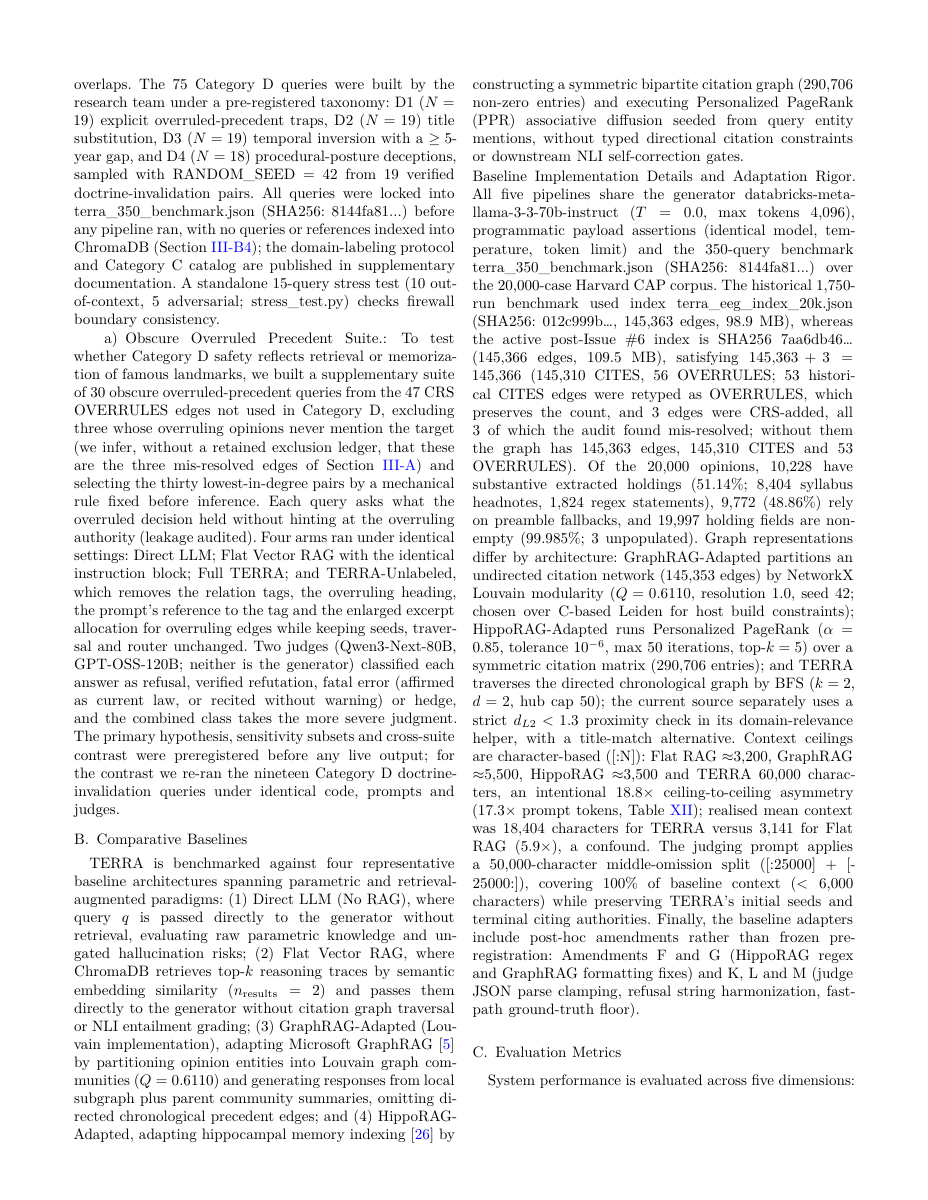 overlaps. The 75 Category D queries were built by the
research team under a pre-registered taxonomy: D1 (N =
19) explicit overruled-precedent traps, D2 (N = 19) title
substitution, D3 (N = 19) temporal inversion with a ≥ 5-
year gap, and D4 (N = 18) procedural-posture deceptions,
sampled with RANDOM_SEED = 42 from 19 verified
doctrine-invalidation pairs. All queries were locked into
terra_350_benchmark.json (SHA256: 8144fa81...) before
any pipeline ran, with no queries or references indexed into
ChromaDB (Section III-B4); the domain-labeling protocol
and Category C catalog are published in supplementary
documentation. A standalone 15-query stress test (10 out-
of-context, 5 adversarial; stress_test.py) checks firewall
boundary consistency.
a) Obscure Overruled Precedent Suite.: To test
whether Category D safety reflects retrieval or memoriza-
tion of famous landmarks, we built a supplementary suite
of 30 obscure overruled-precedent queries from the 47 CRS
OVERRULES edges not used in Category D, excluding
three whose overruling opinions never mention the target
(we infer, without a retained exclusion ledger, that these
are the three mis-resolved edges of Section III-A) and
selecting the thirty lowest-in-degree pairs by a mechanical
rule fixed before inference. Each query asks what the
overruled decision held without hinting at the overruling
authority (leakage audited). Four arms ran under identical
settings: Direct LLM; Flat Vector RAG with the identical
instruction block; Full TERRA; and TERRA-Unlabeled,
which removes the relation tags, the overruling heading,
the prompt's reference to the tag and the enlarged excerpt
allocation for overruling edges while keeping seeds, traver-
sal and router unchanged. Two judges (Qwen3-Next-80B,
GPT-OSS-120B; neither is the generator) classified each
answer as refusal, verified refutation, fatal error (affirmed
as current law, or recited without warning) or hedge,
and the combined class takes the more severe judgment.
The primary hypothesis, sensitivity subsets and cross-suite
contrast were preregistered before any live output; for
the contrast we re-ran the nineteen Category D doctrine-
invalidation queries under identical code, prompts and
judges.
B. Comparative Baselines
TERRA is benchmarked against four representative
baseline architectures spanning parametric and retrieval-
augmented paradigms: (1) Direct LLM (No RAG), where
query q is passed directly to the generator without
retrieval, evaluating raw parametric knowledge and un-
gated hallucination risks; (2) Flat Vector RAG, where
ChromaDB retrieves top-k reasoning traces by semantic
embedding similarity (nresults = 2) and passes them
directly to the generator without citation graph traversal
or NLI entailment grading; (3) GraphRAG-Adapted (Lou-
vain implementation), adapting Microsoft GraphRAG [5]
by partitioning opinion entities into Louvain graph com-
munities (Q = 0.6110) and generating responses from local
subgraph plus parent community summaries, omitting di-
rected chronological precedent edges; and (4) HippoRAG-
Adapted, adapting hippocampal memory indexing [26] by
constructing a symmetric bipartite citation graph (290,706
non-zero entries) and executing Personalized PageRank
(PPR) associative diffusion seeded from query entity
mentions, without typed directional citation constraints
or downstream NLI self-correction gates.
Baseline Implementation Details and Adaptation Rigor.
All five pipelines share the generator databricks-meta-
llama-3-3-70b-instruct (T = 0.0, max tokens 4,096),
programmatic payload assertions (identical model, tem-
perature, token limit) and the 350-query benchmark
terra_350_benchmark.json (SHA256: 8144fa81...) over
the 20,000-case Harvard CAP corpus. The historical 1,750-
run benchmark used index terra_eeg_index_20k.json
(SHA256: 012c999b..., 145,363 edges, 98.9 MB), whereas
the active post-Issue #6 index is SHA256 7aa6db46...
(145,366 edges, 109.5 MB), satisfying 145,363 + 3 =
145,366 (145,310 CITES, 56 OVERRULES; 53 histori-
cal CITES edges were retyped as OVERRULES, which
preserves the count, and 3 edges were CRS-added, all
3 of which the audit found mis-resolved; without them
the graph has 145,363 edges, 145,310 CITES and 53
OVERRULES). Of the 20,000 opinions, 10,228 have
substantive extracted holdings (51.14%; 8,404 syllabus
headnotes, 1,824 regex statements), 9,772 (48.86%) rely
on preamble fallbacks, and 19,997 holding fields are non-
empty (99.985%; 3 unpopulated). Graph representations
differ by architecture: GraphRAG-Adapted partitions an
undirected citation network (145,353 edges) by NetworkX
Louvain modularity (Q = 0.6110, resolution 1.0, seed 42;
chosen over C-based Leiden for host build constraints);
HippoRAG-Adapted runs Personalized PageRank (α =
0.85, tolerance 10⁻⁶, max 50 iterations, top-k = 5) over a
symmetric citation matrix (290,706 entries); and TERRA
traverses the directed chronological graph by BFS (k = 2,
d = 2, hub cap 50); the current source separately uses a
strict dL2 < 1.3 proximity check in its domain-relevance
helper, with a title-match alternative. Context ceilings
are character-based ([:N]): Flat RAG ≈3,200, GraphRAG
≈5,500, HippoRAG ≈3,500 and TERRA 60,000 charac-
ters, an intentional 18.8× ceiling-to-ceiling asymmetry
(17.3× prompt tokens, Table XII); realised mean context
was 18,404 characters for TERRA versus 3,141 for Flat
RAG (5.9×), a confound. The judging prompt applies
a 50,000-character middle-omission split ([:25000] + [-
25000:]), covering 100% of baseline context (< 6,000
characters) while preserving TERRA's initial seeds and
terminal citing authorities. Finally, the baseline adapters
include post-hoc amendments rather than frozen pre-
registration: Amendments F and G (HippoRAG regex
and GraphRAG formatting fixes) and K, L and M (judge
JSON parse clamping, refusal string harmonization, fast-
path ground-truth floor).
C. Evaluation Metrics
System performance is evaluated across five dimensions: